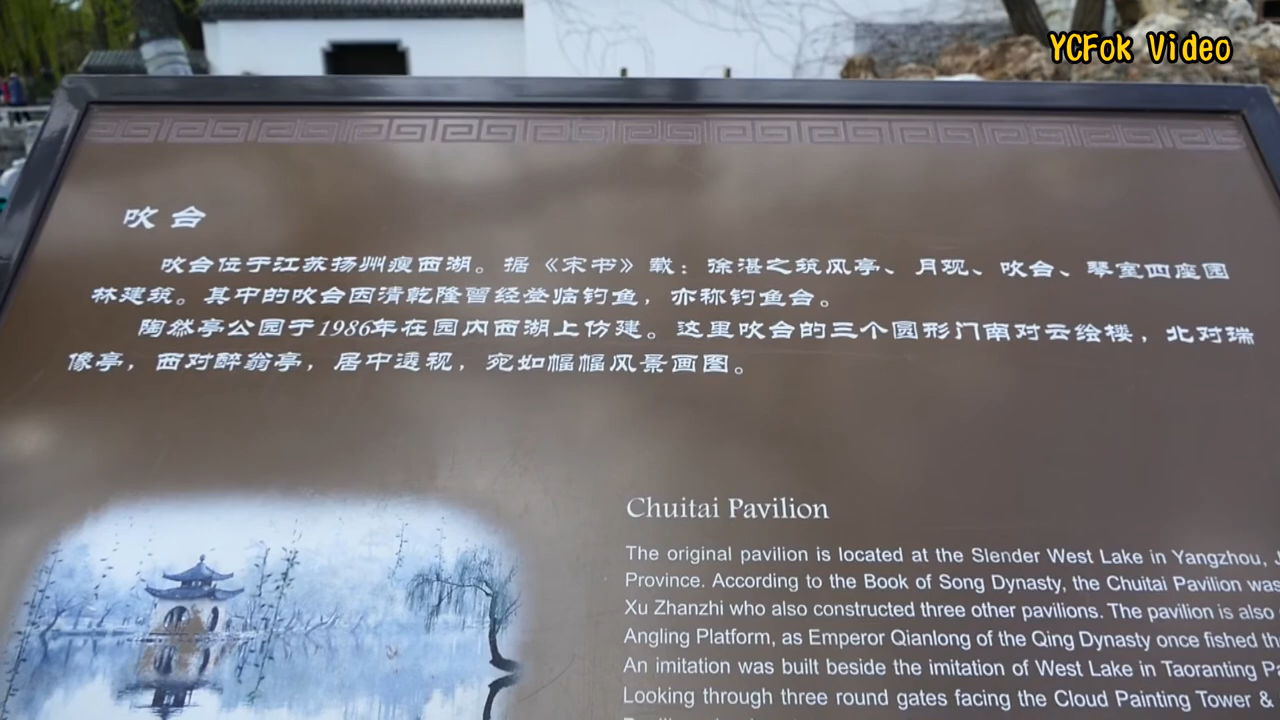 YCFok Video
吹台
吹台位于江苏扬州瘦西湖。据《宋书》载：徐湛之筑风亭、月观、吹台、琴室四座园
林建筑。其中的吹台因清乾隆曾经登临钓鱼，亦称钓鱼台。
陶然亭公园于1986年在园内西湖上仿建。这里吹台的三个圆形门南对云绘楼，北对瑞
像亭，西对醉翁亭，居中透视，宛如幅幅风景画图。
Chuitai Pavilion
The original pavilion is located at the Slender West Lake in Yangzhou,
Province. According to the Book of Song Dynasty, the Chuitai Pavilion was
Xu Zhanzhi who also constructed three other pavilions. The pavilion is also
Angling Platform, as Emperor Qianlong of the Qing Dynasty once fished
An imitation was built beside the imitation of West Lake in Taoranting
Looking through three round gates facing the Cloud Painting Tower &